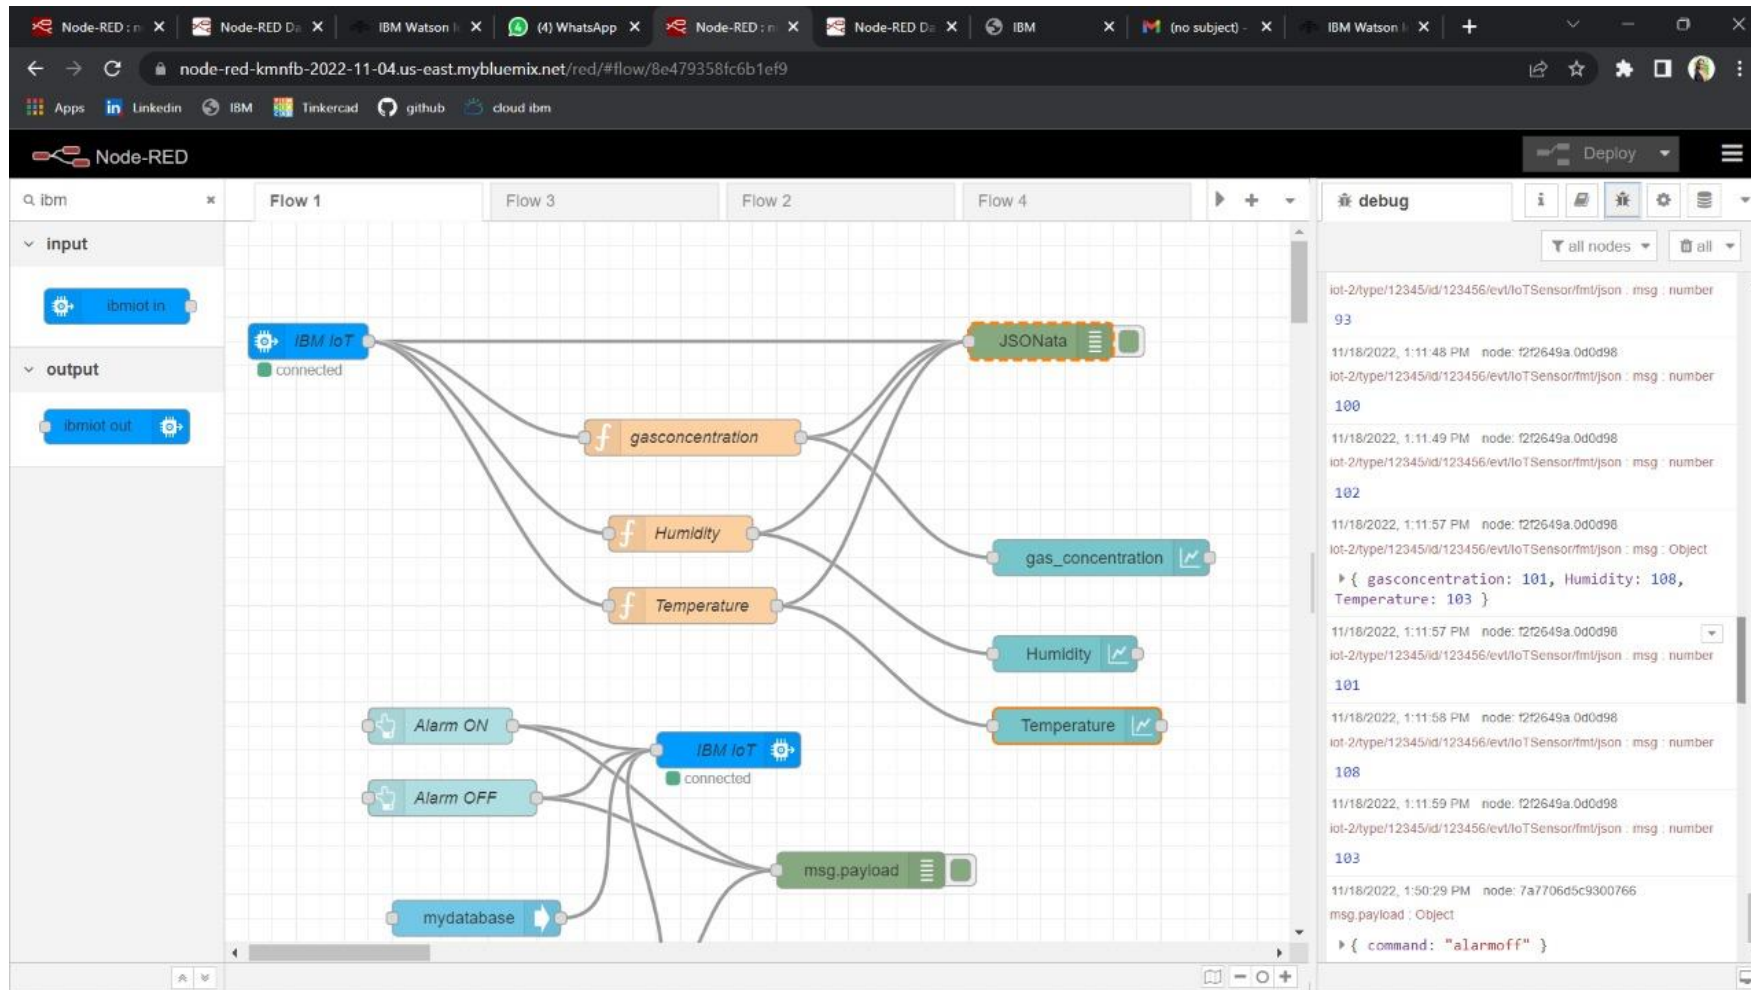 Node-RED : n
Node-RED Da
IBM Watson I
(4) WhatsApp
Node-RED : n
Node-RED Da
IBM
(no subject) -
IBM Watson I
node-red-kmnfb-2022-11-04.us-east.mybluemix.net/red/#flow/8e479358fc6b1ef9
Apps
in Linkedin
IBM
Tinkercad
github
cloud ibm
Node-RED
Deploy
ibm
Flow 1
Flow 3
Flow 2
Flow 4
debug
i
input
all nodes
all
ibmiot in
output
ibmiot out
IBM IoT
connected
JSONata
gasconcentration
Humidity
gas_concentration
Temperature
Humidity
Temperature
Alarm ON
IBM IoT
connected
Alarm OFF
msg.payload
mydatabase
iot-2/type/12345/id/123456/evt/IoTSensor/fmt/json : msg : number
93
11/18/2022, 1:11:48 PM node: f2f2649a.0d0d98
iot-2/type/12345/id/123456/evt/IoTSensor/fmt/json : msg : number
100
11/18/2022, 1:11:49 PM node: f2f2649a.0d0d98
iot-2/type/12345/id/123456/evt/IoTSensor/fmt/json : msg : number
102
11/18/2022, 1:11:57 PM node: f2f2649a.0d0d98
iot-2/type/12345/id/123456/evt/IoTSensor/fmt/json : msg : Object
{ gasconcentration: 101, Humidity: 108,
Temperature: 103 }
11/18/2022, 1:11:57 PM node: f2f2649a.0d0d98
iot-2/type/12345/id/123456/evt/IoTSensor/fmt/json : msg : number
101
11/18/2022, 1:11:58 PM node: f2f2649a.0d0d98
iot-2/type/12345/id/123456/evt/IoTSensor/fmt/json : msg : number
108
11/18/2022, 1:11:59 PM node: f2f2649a.0d0d98
iot-2/type/12345/id/123456/evt/IoTSensor/fmt/json : msg : number
103
11/18/2022, 1:50:29 PM node: 7a7706d5c9300766
msg.payload : Object
{ command: "alarmoff" }